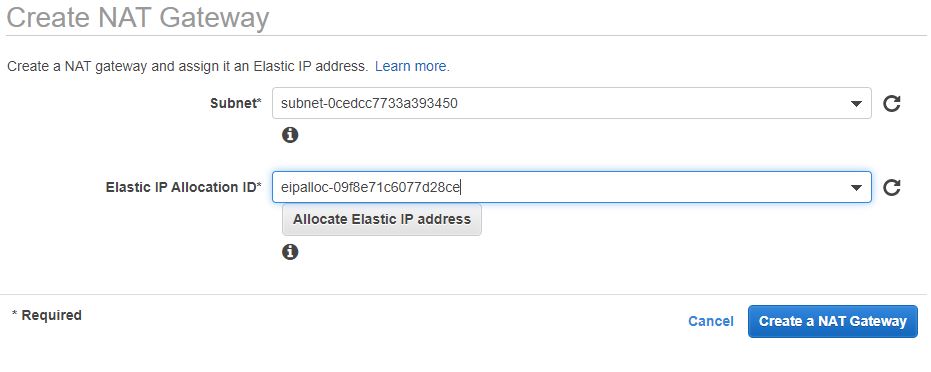 Create NAT Gateway
Create a NAT gateway and assign it an Elastic IP address. Learn more.
Subnet* subnet-0cedcc7733a393450
Elastic IP Allocation ID* eipalloc-09f8e71c6077d28ce
Allocate Elastic IP address
* Required
Cancel Create a NAT Gateway